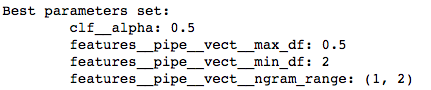 Best parameters set:
clf__alpha: 0.5
features__pipe__vect__max_df: 0.5
features__pipe__vect__min_df: 2
features__pipe__vect__ngram_range: (1, 2)